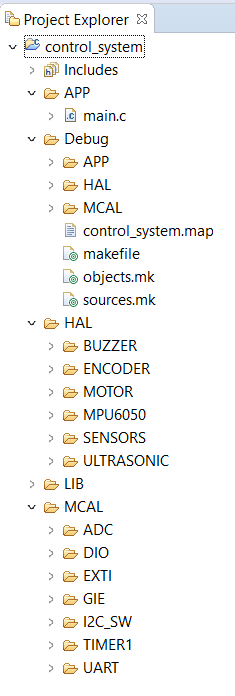 Project Explorer
control_system
Includes
APP
main.c
Debug
APP
HAL
MCAL
control_system.map
makefile
objects.mk
sources.mk
HAL
BUZZER
ENCODER
MOTOR
MPU6050
SENSORS
ULTRASONIC
LIB
MCAL
ADC
DIO
EXTI
GIE
I2C_SW
TIMER1
UART